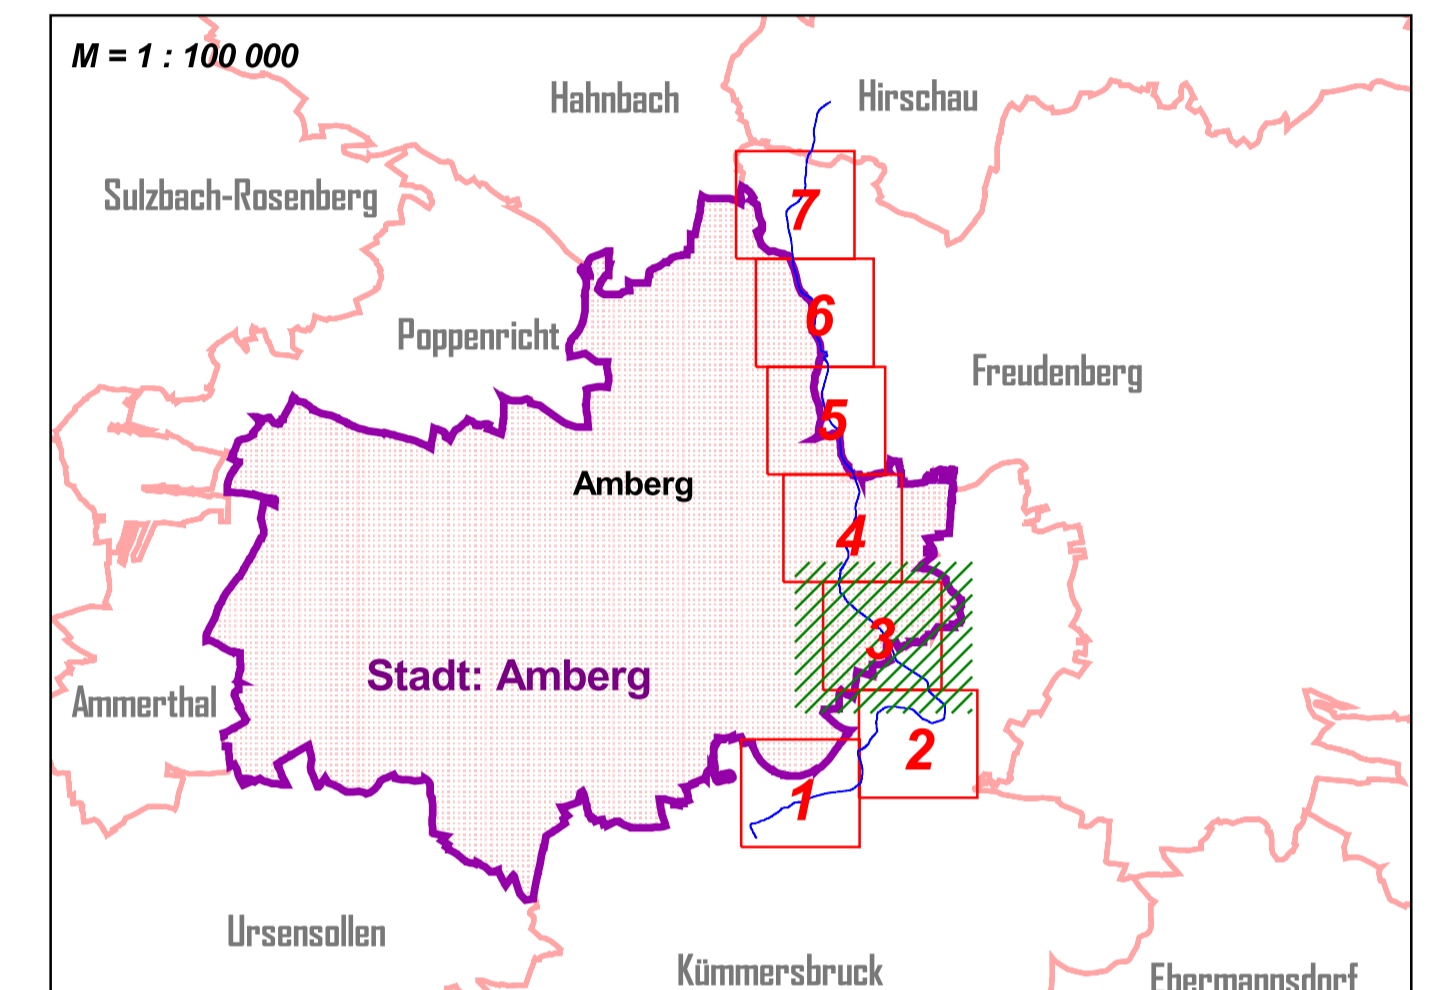 M = 1 : 100 000
Hahnbach
Hirschau
Sulzbach-Rosenberg
7
6
Poppenricht
Freudenberg
5
Amberg
4
3
Stadt: Amberg
Ammerthal
2
1
Ursensollen
Kümmersbruck
Ebermannsdorf